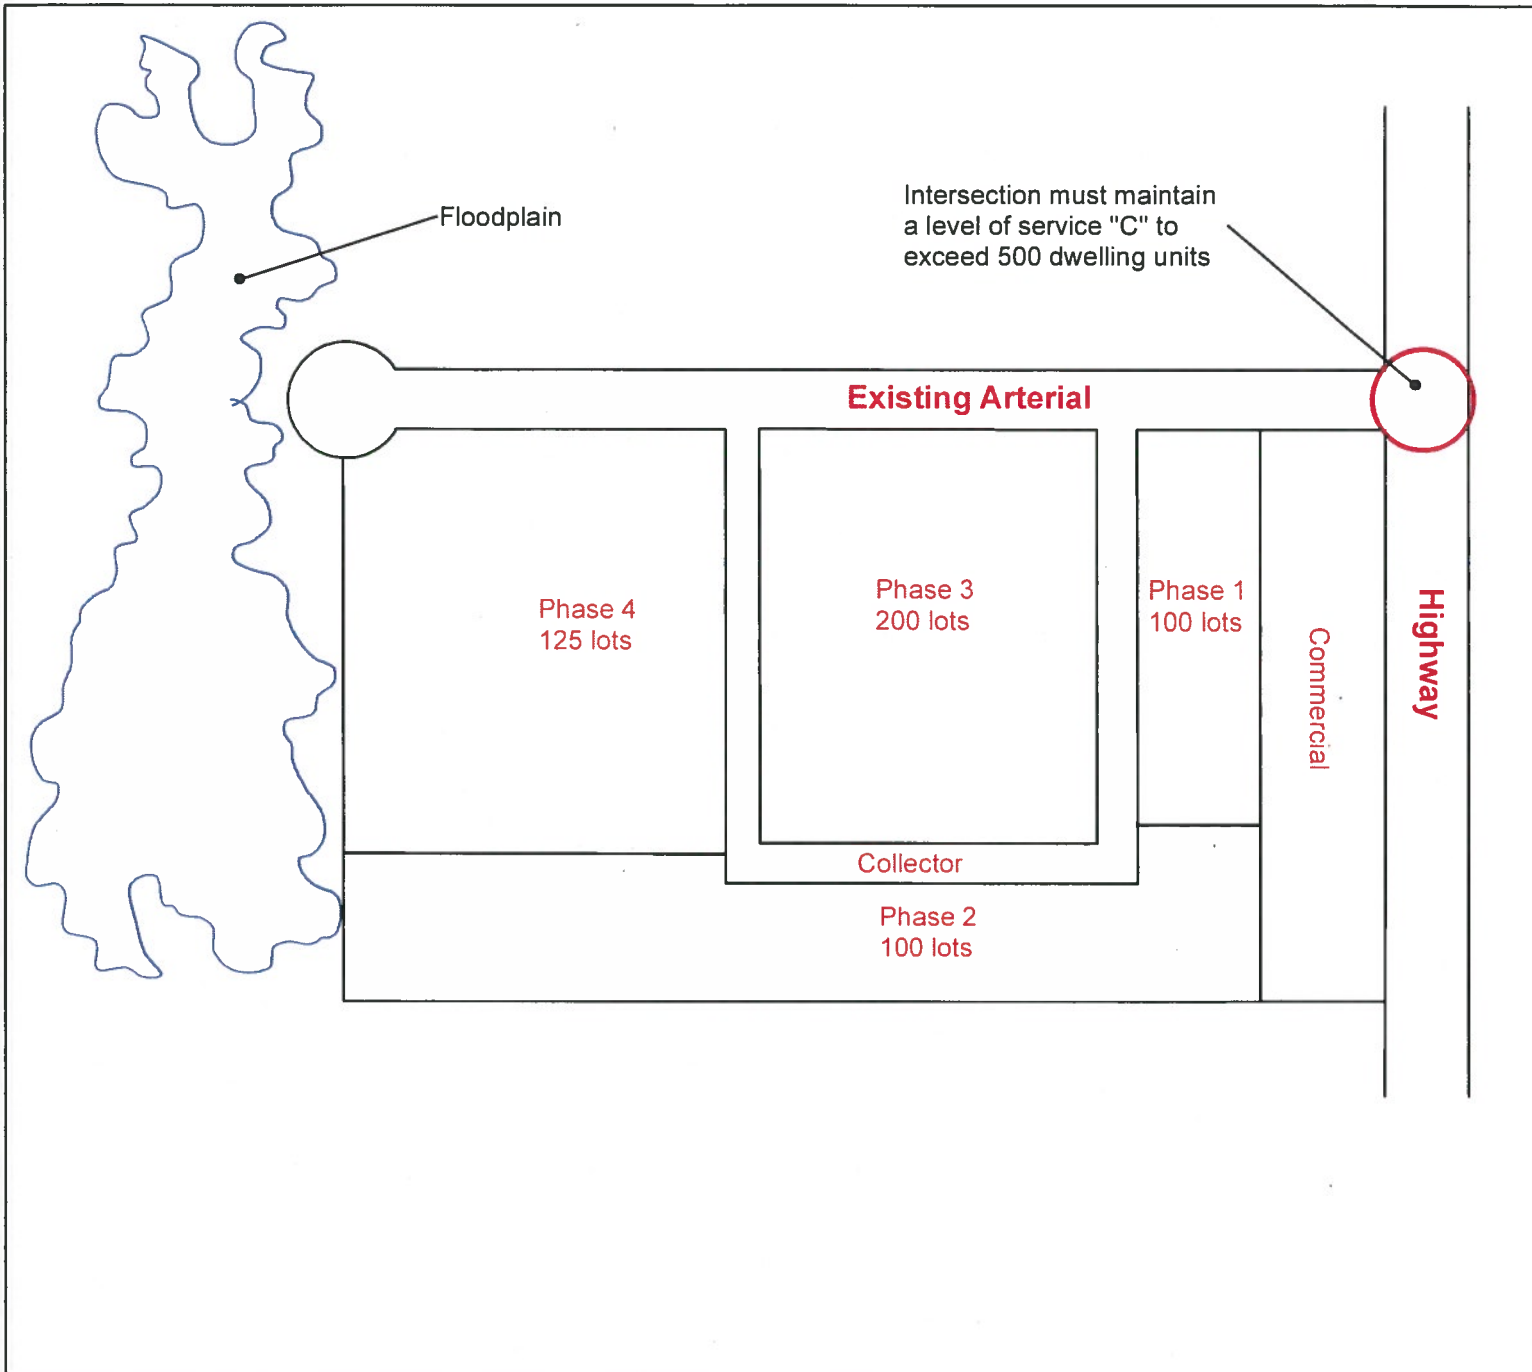 Floodplain
Intersection must maintain
a level of service "C" to
exceed 500 dwelling units
Existing Arterial
Phase 4
125 lots
Phase 3
200 lots
Phase 1
100 lots
Commercial
Highway
Collector
Phase 2
100 lots